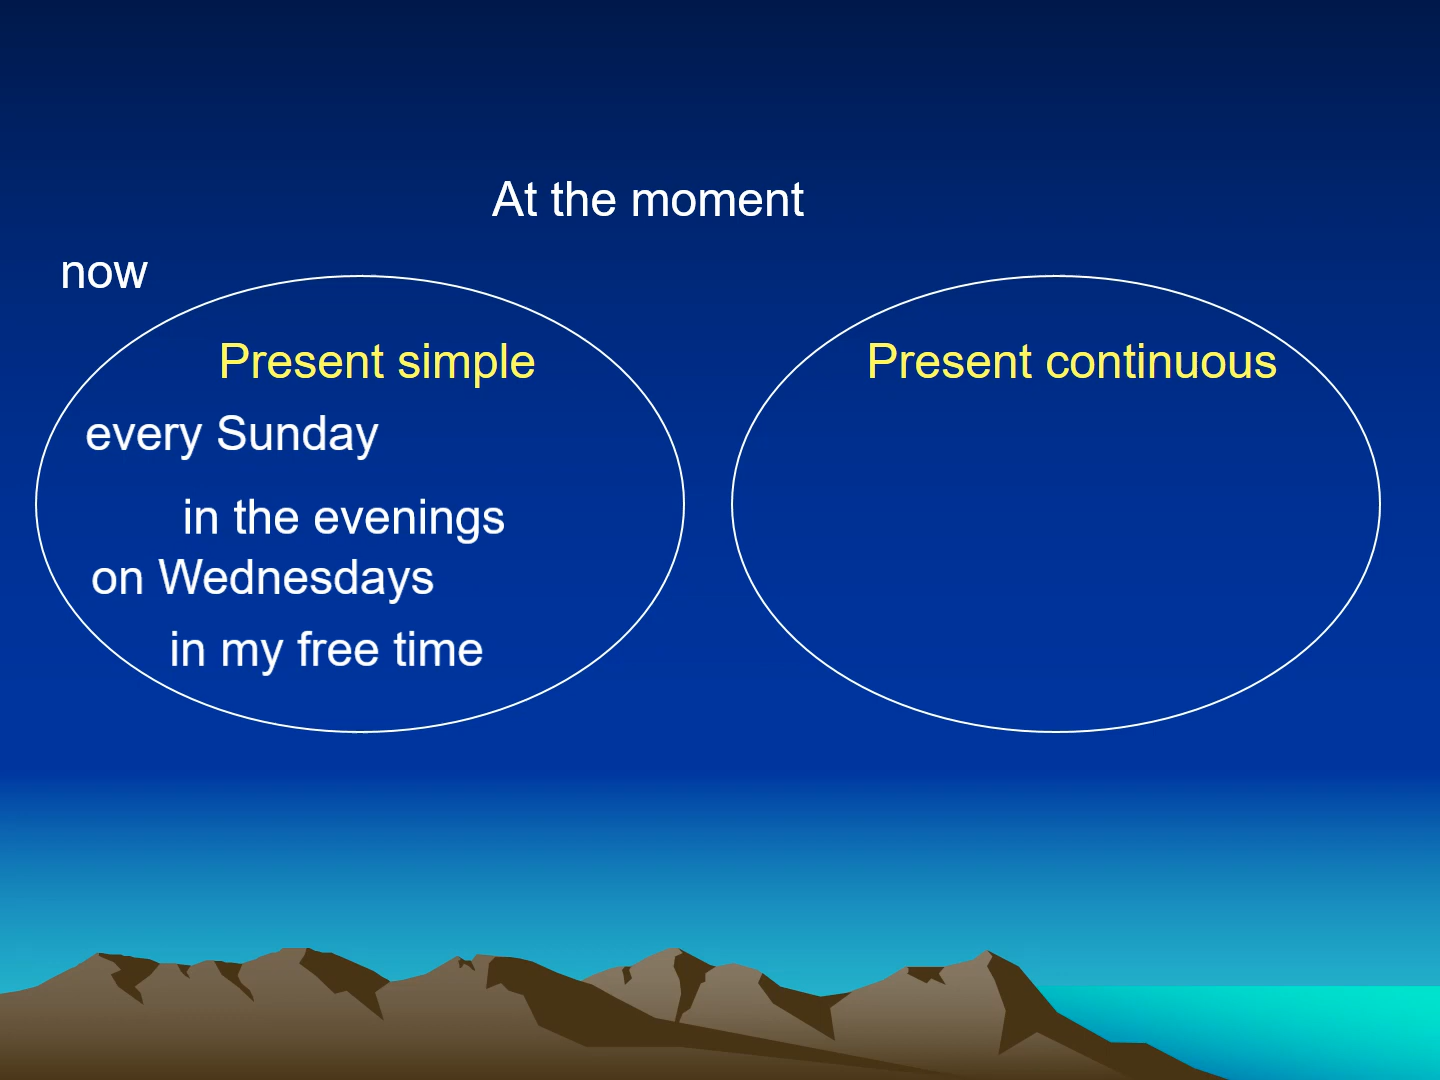 At the moment
now
Present simple
every Sunday
in the evenings
on Wednesdays
in my free time
Present continuous